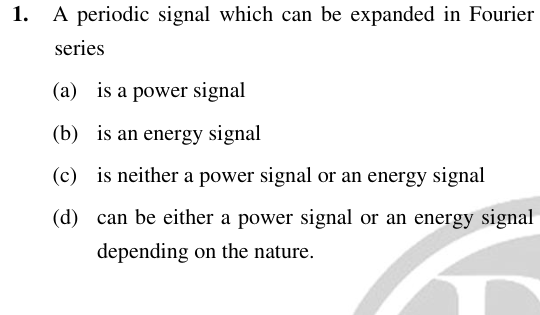 1. A periodic signal which can be expanded in Fourier
series
(a) is a power signal
(b) is an energy signal
(c) is neither a power signal or an energy signal
(d) can be either a power signal or an energy signal
depending on the nature.